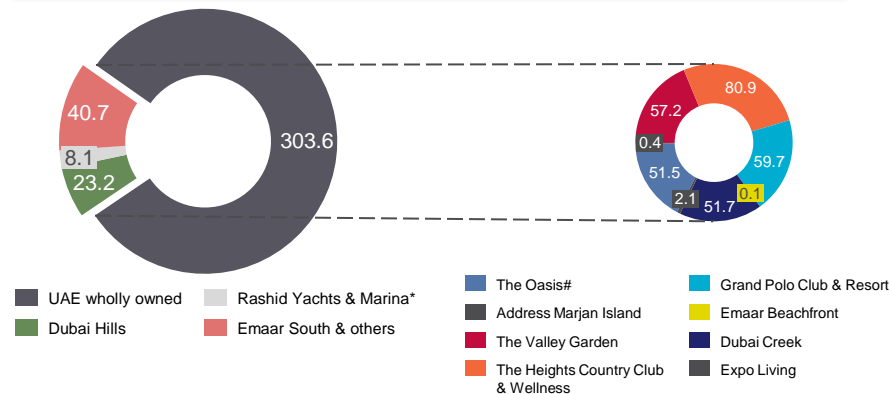 40.7
8.1
23.2
303.6
80.9
57.2
0.4
51.5
59.7
0.1
2.1
51.7
UAE wholly owned
Rashid Yachts & Marina*
Dubai Hills
Emaar South & others
The Oasis#
Address Marjan Island
The Valley Garden
The Heights Country Club
& Wellness
Grand Polo Club & Resort
Emaar Beachfront
Dubai Creek
Expo Living